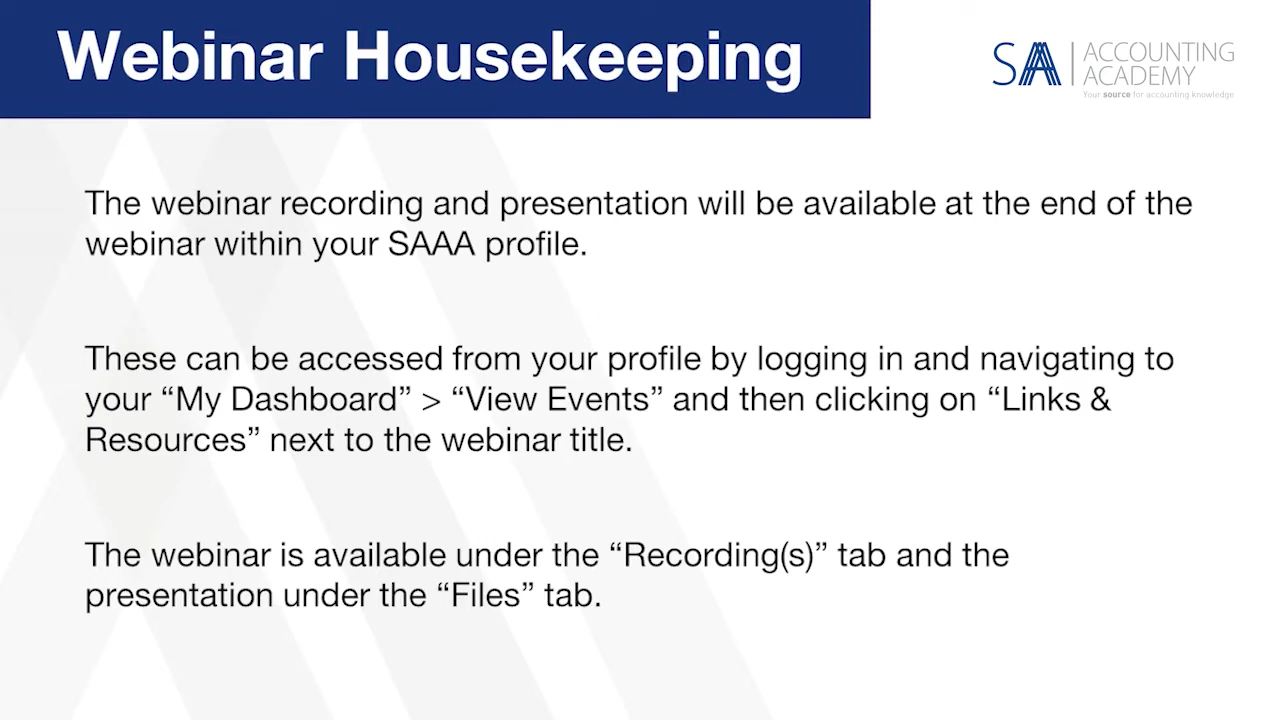 Webinar Housekeeping
SAA
ACCOUNTING
ACADEMY
Your source for accounting knowledge
The webinar recording and presentation will be available at the end of the
webinar within your SAAA profile.
These can be accessed from your profile by logging in and navigating to
your “My Dashboard” > “View Events” and then clicking on “Links &
Resources” next to the webinar title.
The webinar is available under the “Recording(s)” tab and the
presentation under the “Files” tab.